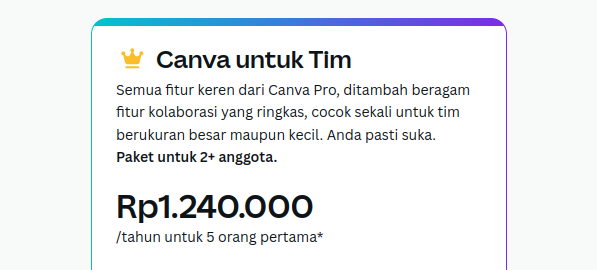 Canva untuk Tim
Semua fitur keren dari Canva Pro, ditambah beragam
fitur kolaborasi yang ringkas, cocok sekali untuk tim
berukuran besar maupun kecil. Anda pasti suka.
Paket untuk 2+ anggota.
Rp1.240.000
/tahun untuk 5 orang pertama*